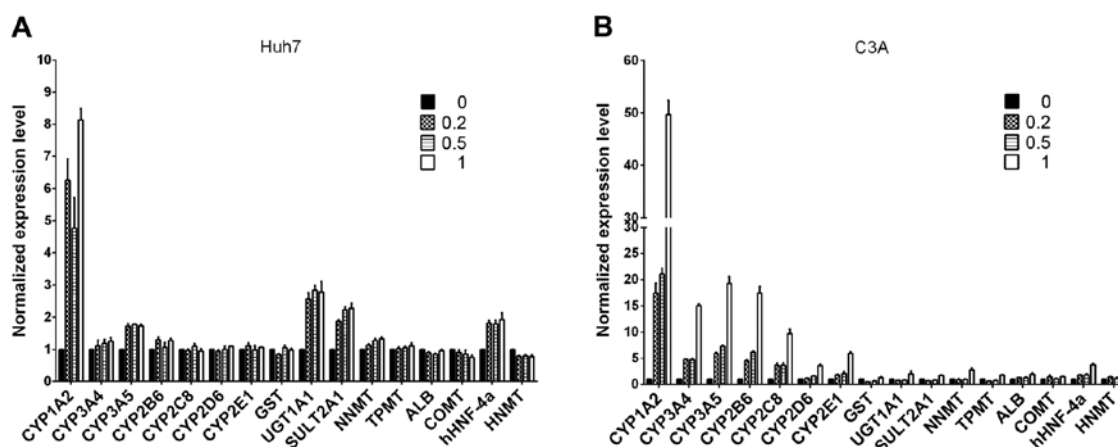 A
Huh7
Normalized expression level
10
9
8
7
6
5
4
3
2
1
0
0
0.2
0.5
1
CYP1A2
CYP3A4
CYP3A5
CYP2B6
CYP2C8
CYP2D6
CYP2E1
GST
UGT1A1
SULT2A1
NNMT
TPMT
ALB
COMT
hHNF-4a
HNMT
B
C3A
Normalized expression level
60
50
40
30
30
25
20
15
10
5
0
0
0.2
0.5
1
CYP1A2
CYP3A4
CYP3A5
CYP2B6
CYP2C8
CYP2D6
CYP2E1
GST
UGT1A1
SULT2A1
NNMT
TPMT
ALB
COMT
hHNF-4a
HNMT